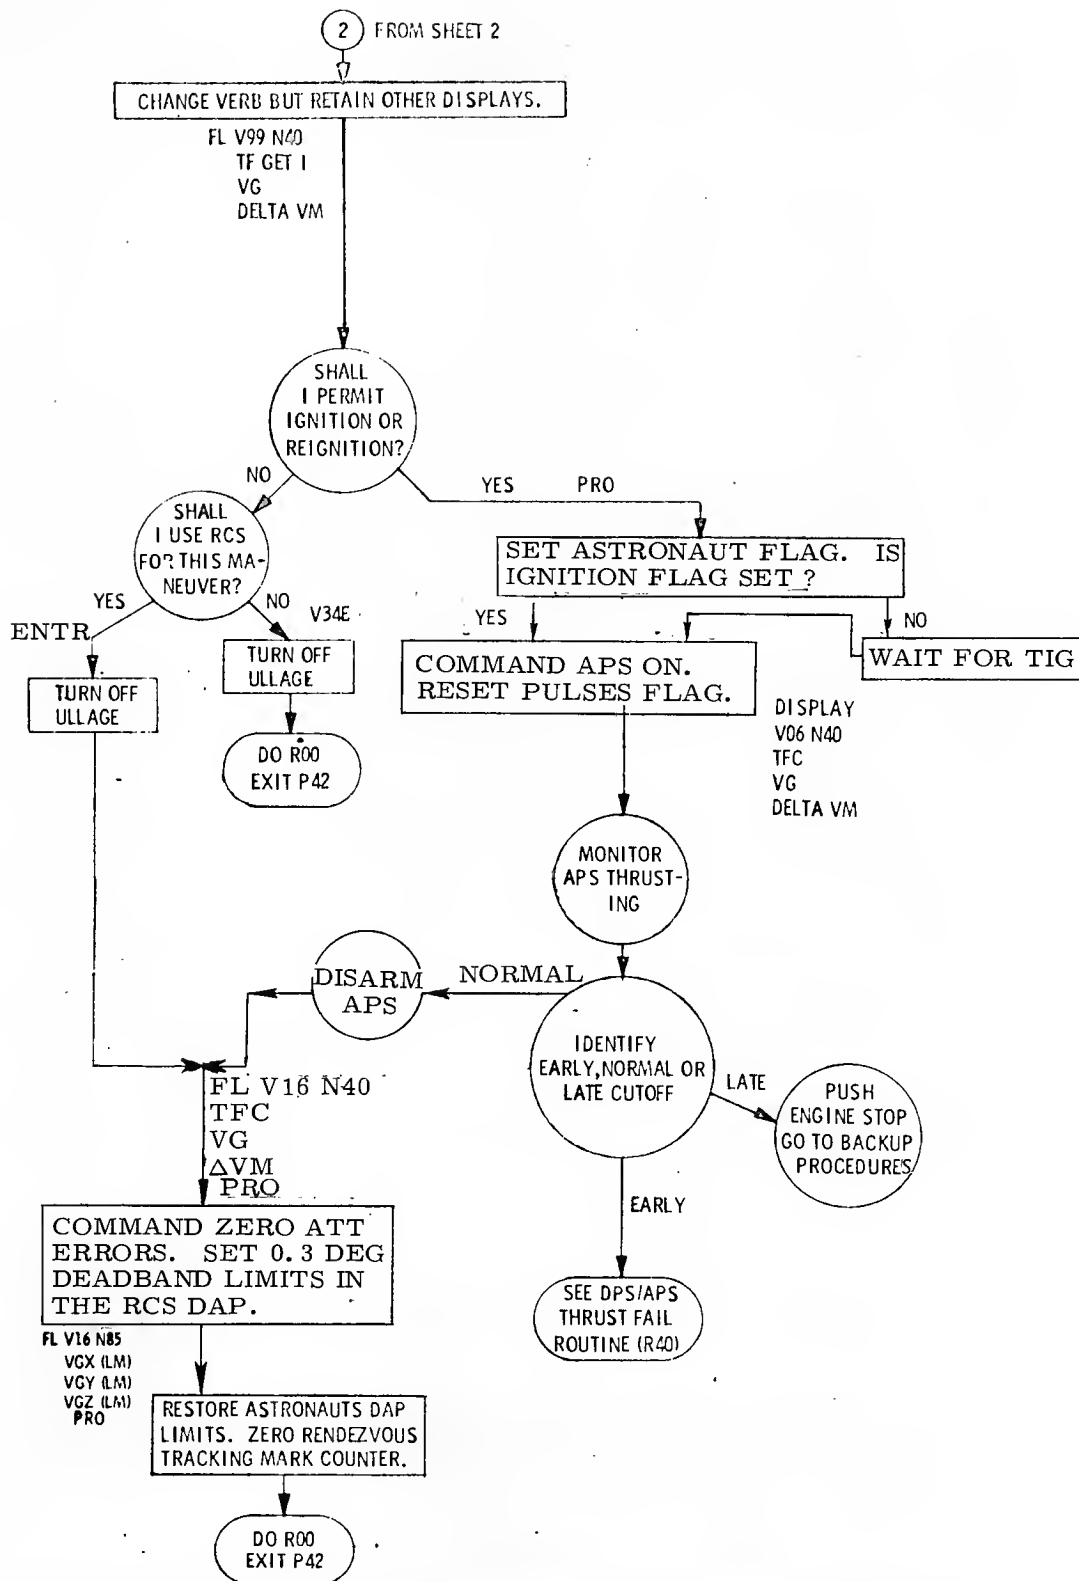 2 FROM SHEET 2
CHANGE VERB BUT RETAIN OTHER DISPLAYS.
FL V99 N40
TF GET I
VG
DELTA VM
SHALL
I PERMIT
IGNITION OR
REIGNITION?
NO
YES PRO
SHALL
I USE RCS
FOR THIS MA-
NEUVER?
SET ASTRONAUT FLAG. IS
IGNITION FLAG SET ?
YES
ENTR
NO
V34E
YES
NO
TURN OFF
ULLAGE
TURN OFF
ULLAGE
COMMAND APS ON.
RESET PULSES FLAG.
WAIT FOR TIG
DO R00
EXIT P42
DISPLAY
V06 N40
TFC
VG
DELTA VM
MONITOR
APS THRUST-
ING
DISARM
APS
NORMAL
IDENTIFY
EARLY, NORMAL OR
LATE CUTOFF
LATE
PUSH
ENGINE STOP
GO TO BACKUP
PROCEDURES
FL V16 N40
TFC
VG
△VM
PRO
EARLY
COMMAND ZERO ATT
ERRORS. SET 0.3 DEG
DEADBAND LIMITS IN
THE RCS DAP.
SEE DPS/APS
THRUST FAIL
ROUTINE (R40)
FL V16 N85
VGX (LM)
VGY (LM)
VGZ (LM)
PRO
RESTORE ASTRONAUTS DAP
LIMITS. ZERO RENDEZVOUS
TRACKING MARK COUNTER.
DO R00
EXIT P42